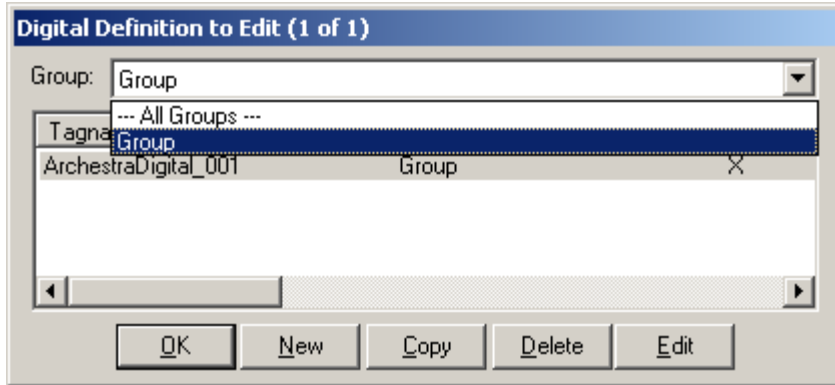 Digital Definition to Edit (1 of 1)
Group: Group
--- All Groups ---
Group
ArchestraDigital_001 Group X
OK New Copy Delete Edit